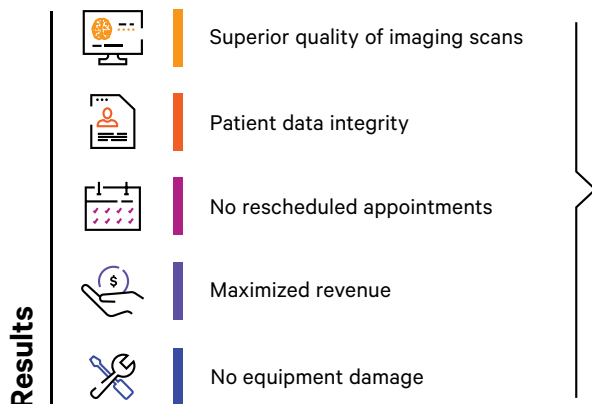 Superior quality of imaging scans
Patient data integrity
No rescheduled appointments
$
Maximized revenue
No equipment damage
Results